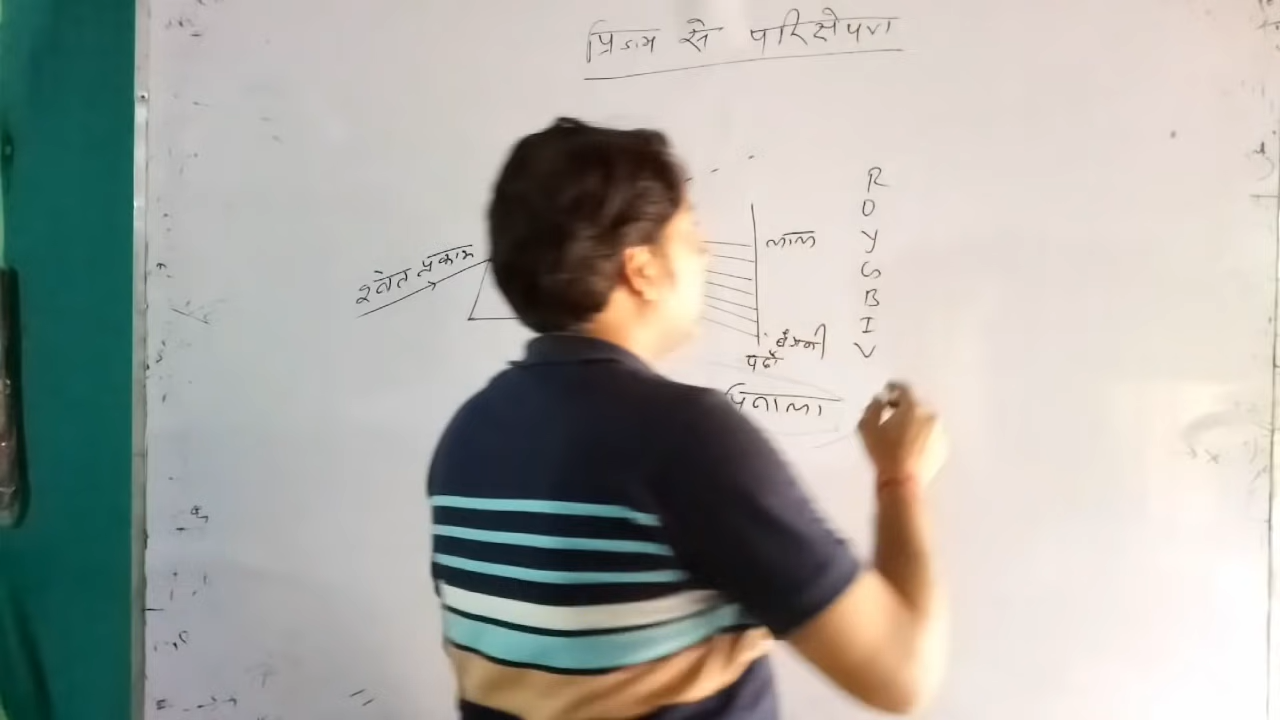 प्रिज्म से परिक्षेपण
श्वेत प्रकाश
लाल
बैंगनी
पर्दा
R
O
Y
G
B
I
V